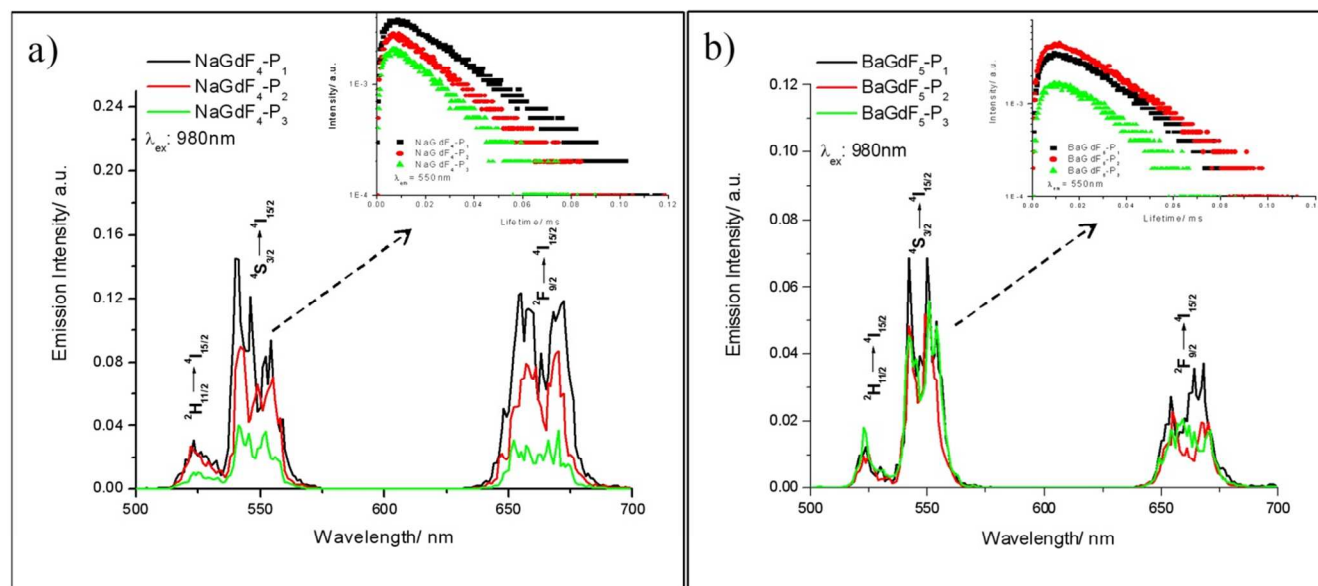 a)
NaGdF4-P1
NaGdF4-P2
NaGdF4-P3
λex: 980nm
Emission Intensity/ a.u.
0.24
0.20
0.16
0.12
0.08
0.04
0.00
500 550 600 650 700
Wavelength/ nm
2H11/2 → 4I15/2
4S3/2 → 4I15/2
2F9/2 → 4I15/2
Intensity/ a.u.
1E-3
1E-4
NaGdF4-P1
NaGdF4-P2
NaGdF4-P3
λem = 550nm
0.00 0.02 0.04 0.06 0.08 0.10 0.12
Lifetime/ ms
b)
BaGdF5-P1
BaGdF5-P2
BaGdF5-P3
λex: 980nm
Emission Intensity/ a.u.
0.12
0.10
0.08
0.06
0.04
0.02
0.00
500 550 600 650 700
Wavelength/ nm
2H11/2 → 4I15/2
4S3/2 → 4I15/2
2F9/2 → 4I15/2
Intensity/ a.u.
1E-3
1E-4
λem = 550nm
0.00 0.02 0.04 0.06 0.08 0.10 0.12
Lifetime/ ms